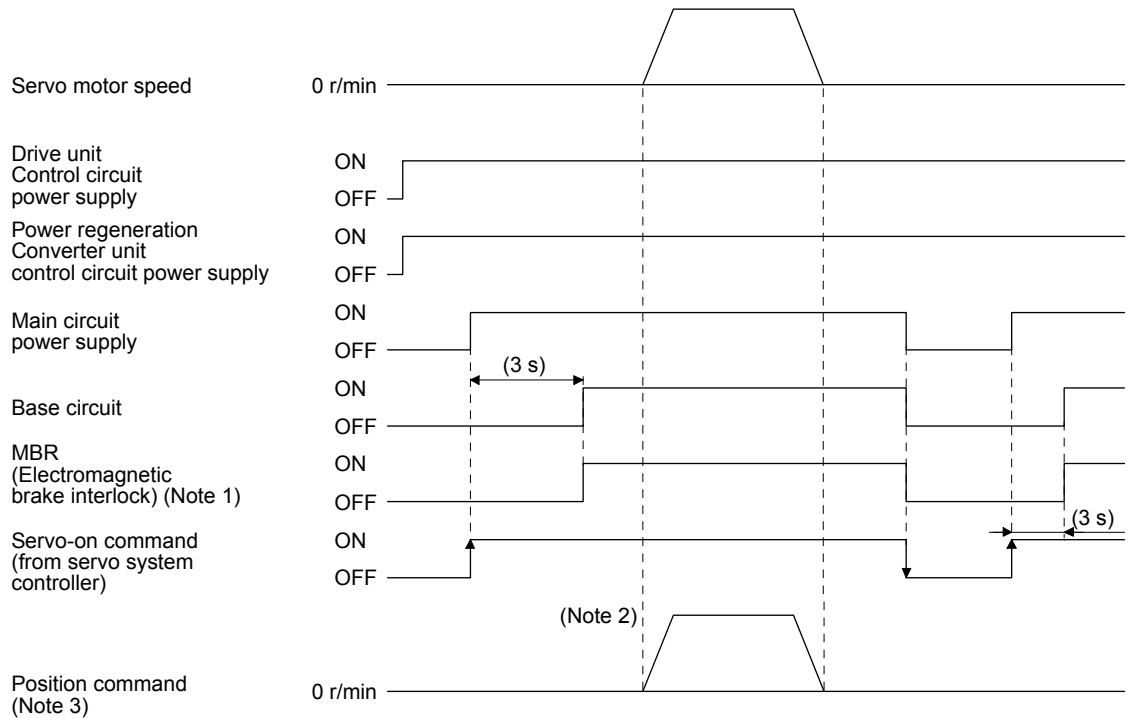 Servo motor speed
0 r/min
Drive unit
Control circuit
power supply
ON
OFF
Power regeneration
Converter unit
control circuit power supply
ON
OFF
Main circuit
power supply
ON
OFF
(3 s)
Base circuit
ON
OFF
MBR
(Electromagnetic
brake interlock) (Note 1)
ON
OFF
(3 s)
Servo-on command
(from servo system
controller)
ON
OFF
(Note 2)
Position command
(Note 3)
0 r/min